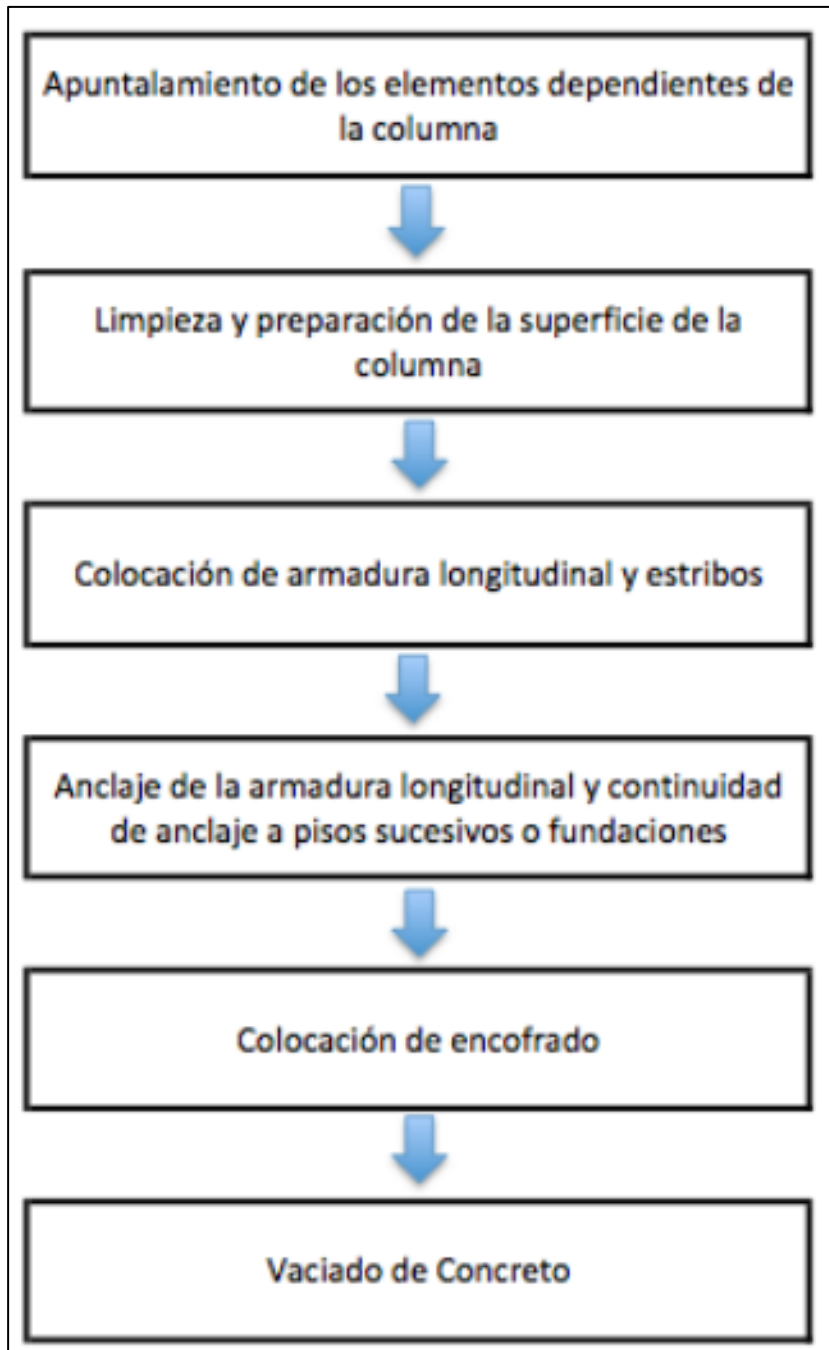 Apuntalamiento de los elementos dependientes de
la columna
Limpieza y preparación de la superficie de la
columna
Colocación de armadura longitudinal y estribos
Anclaje de la armadura longitudinal y continuidad
de anclaje a pisos sucesivos o fundaciones
Colocación de encofrado
Vaciado de Concreto